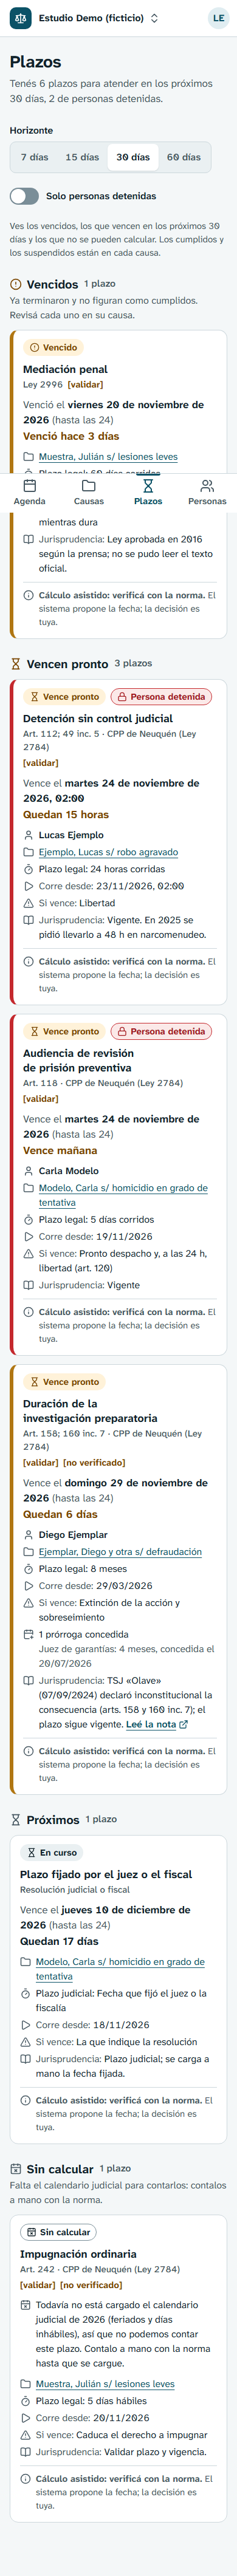 Estudio Demo (ficticio)
LE
Plazos
Tenés 6 plazos para atender en los próximos
30 días, 2 de personas detenidas.
Horizonte
7 días 15 días 30 días 60 días
Solo personas detenidas
Ves los vencidos, los que vencen en los próximos 30
días y los que no se pueden calcular. Los cumplidos y
los suspendidos están en cada causa.
Vencidos 1 plazo
Ya terminaron y no figuran como cumplidos.
Revisá cada uno en su causa.
Vencido
Mediación penal
Ley 2996 [validar]
Venció el viernes 20 de noviembre de
2026 (hasta las 24)
Venció hace 3 días
Muestra, Julián s/ lesiones leves
Agenda Causas Plazos Personas
mientras dura
Jurisprudencia: Ley aprobada en 2016
según la prensa; no se pudo leer el texto
oficial.
Cálculo asistido: verificá con la norma. El
sistema propone la fecha; la decisión es
tuya.
Vencen pronto 3 plazos
Vence pronto Persona detenida
Detención sin control judicial
Art. 112; 49 inc. 5 · CPP de Neuquén (Ley
2784)
[validar]
Vence el martes 24 de noviembre de
2026, 02:00
Quedan 15 horas
Lucas Ejemplo
Ejemplo, Lucas s/ robo agravado
Plazo legal: 24 horas corridas
Corre desde: 23/11/2026, 02:00
Si vence: Libertad
Jurisprudencia: Vigente. En 2025 se
pidió llevarlo a 48 h en narcomenudeo.
Cálculo asistido: verificá con la norma. El
sistema propone la fecha; la decisión es
tuya.
Vence pronto Persona detenida
Audiencia de revisión
de prisión preventiva
Art. 118 · CPP de Neuquén (Ley 2784)
[validar]
Vence el martes 24 de noviembre de
2026 (hasta las 24)
Vence mañana
Carla Modelo
Modelo, Carla s/ homicidio en grado de
tentativa
Plazo legal: 5 días corridos
Corre desde: 19/11/2026
Si vence: Pronto despacho y, a las 24 h,
libertad (art. 120)
Jurisprudencia: Vigente
Cálculo asistido: verificá con la norma. El
sistema propone la fecha; la decisión es
tuya.
Vence pronto
Duración de la
investigación preparatoria
Art. 158; 160 inc. 7 · CPP de Neuquén (Ley
2784)
[validar] [no verificado]
Vence el domingo 29 de noviembre de
2026 (hasta las 24)
Quedan 6 días
Diego Ejemplar
Ejemplar, Diego y otra s/ defraudación
Plazo legal: 8 meses
Corre desde: 29/03/2026
Si vence: Extinción de la acción y
sobreseimiento
1 prórroga concedida
Juez de garantías: 4 meses, concedida el
20/07/2026
Jurisprudencia: TSJ «Olave»
(07/09/2024) declaró inconstitucional la
consecuencia (arts. 158 y 160 inc. 7); el
plazo sigue vigente. Leé la nota
Cálculo asistido: verificá con la norma. El
sistema propone la fecha; la decisión es
tuya.
Próximos 1 plazo
En curso
Plazo fijado por el juez o el fiscal
Resolución judicial o fiscal
Vence el jueves 10 de diciembre de
2026 (hasta las 24)
Quedan 17 días
Modelo, Carla s/ homicidio en grado de
tentativa
Plazo judicial: Fecha que fijó el juez o la
fiscalía
Corre desde: 18/11/2026
Si vence: La que indique la resolución
Jurisprudencia: Plazo judicial; se carga a
mano la fecha fijada.
Cálculo asistido: verificá con la norma. El
sistema propone la fecha; la decisión es
tuya.
Sin calcular 1 plazo
Falta el calendario judicial para contarlos: contalos
a mano con la norma.
Sin calcular
Impugnación ordinaria
Art. 242 · CPP de Neuquén (Ley 2784)
[validar] [no verificado]
Todavía no está cargado el calendario
judicial de 2026 (feriados y días
inhábiles), así que no podemos contar
este plazo. Contalo a mano con la norma
hasta que se cargue.
Muestra, Julián s/ lesiones leves
Plazo legal: 5 días hábiles
Corre desde: 20/11/2026
Si vence: Caduca el derecho a impugnar
Jurisprudencia: Validar plazo y vigencia.
Cálculo asistido: verificá con la norma. El
sistema propone la fecha; la decisión es
tuya.